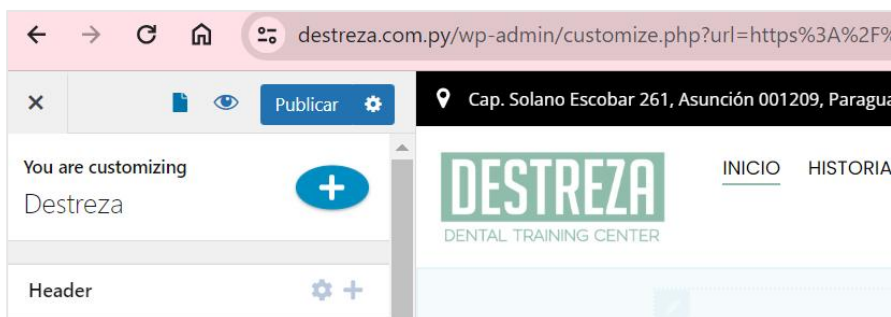 destreza.com.py/wp-admin/customize.php?url=https%3A%2F%
Publicar
Cap. Solano Escobar 261, Asunción 001209, Paragua
You are customizing
Destreza
DESTREZA
DENTAL TRAINING CENTER
INICIO HISTORIA
Header